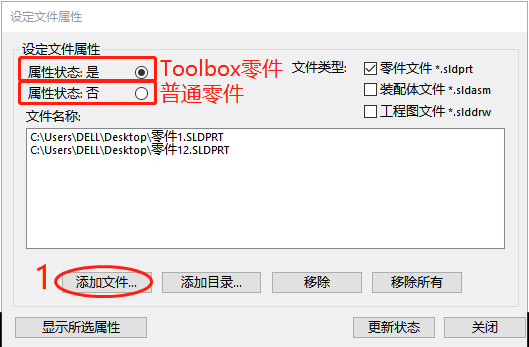 设定文件属性
设定文件属性
属性状态: 是 Toolbox零件 文件类型: 零件文件 *.sldprt
属性状态: 否 普通零件 装配体文件 *.sldasm
文件名称: 工程图文件 *.slddrw
C:\Users\DELL\Desktop\零件1.SLDPRT
C:\Users\DELL\Desktop\零件12.SLDPRT
1 添加文件... 添加目录... 移除 移除所有
显示所选属性 更新状态 关闭